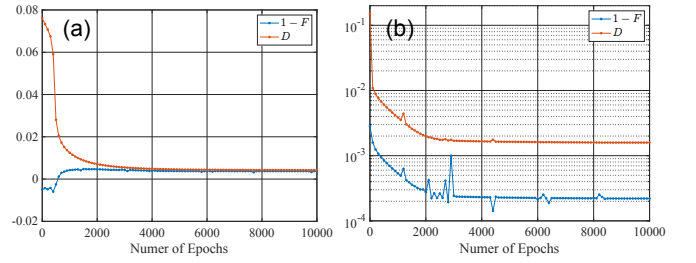 (a)
1 − F
D
0.08
0.06
0.04
0.02
0
-0.02
0 2000 4000 6000 8000 10000
Numer of Epochs
(b)
1 − F
D
10^-1
10^-2
10^-3
10^-4
0 2000 4000 6000 8000 10000
Numer of Epochs